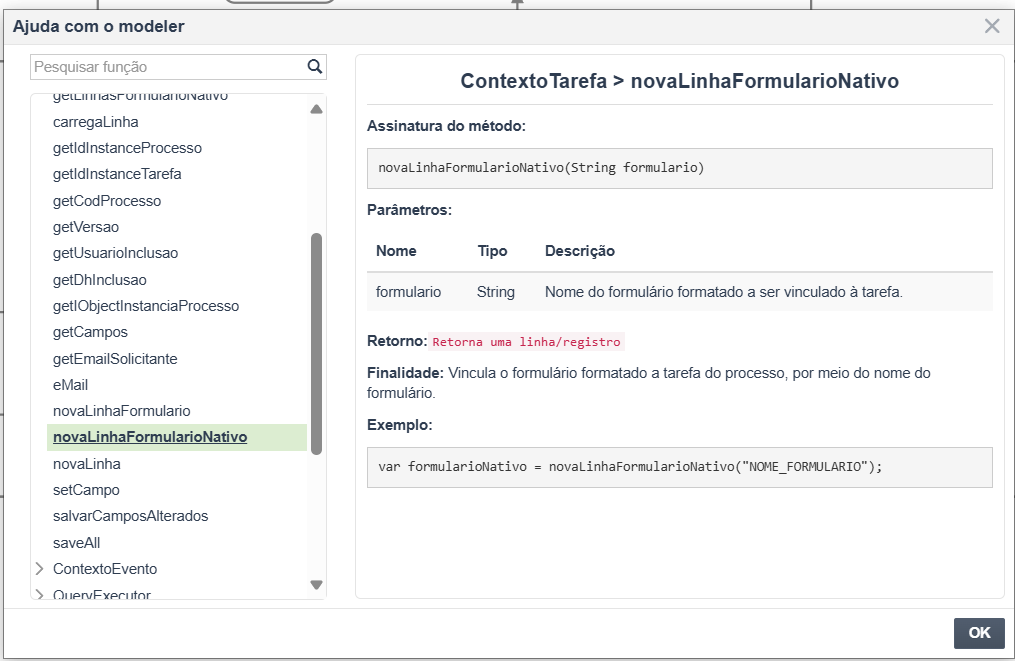 Ajuda com o modeler
Pesquisar função
getLinhasFormularioNativo
carregaLinha
getIdInstanceProcesso
getIdInstanceTarefa
getCodProcesso
getVersao
getUsuarioInclusao
getDhInclusao
getIObjectInstanciaProcesso
getCampos
getEmailSolicitante
eMail
novaLinhaFormulario
novaLinhaFormularioNativo
novaLinha
setCampo
salvarCamposAlterados
saveAll
ContextoEvento
QueryExecutor
ContextoTarefa > novaLinhaFormularioNativo
Assinatura do método:
novaLinhaFormularioNativo(String formulario)
Parâmetros:
Nome Tipo Descrição
formulario String Nome do formulário formatado a ser vinculado à tarefa.
Retorno: Retorna uma linha/registro
Finalidade: Vincula o formulário formatado a tarefa do processo, por meio do nome do
formulário.
Exemplo:
var formularioNativo = novaLinhaFormularioNativo("NOME_FORMULARIO");
OK